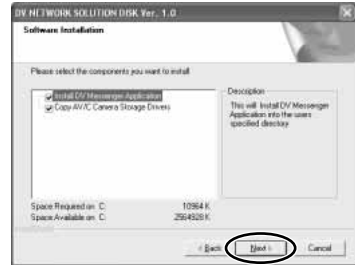 DV NETWORK SOLUTION DISK Ver. 1.0
Software Installation
Please select the components you want to install
Install DV Messenger Application
Copy AV/C Camera Storage Drivers
Description
This will Install DV Messenger
Application into the users
specified directory
Space Required on C: 10964 K
Space Available on C: 2564928 K
< Back Next > Cancel